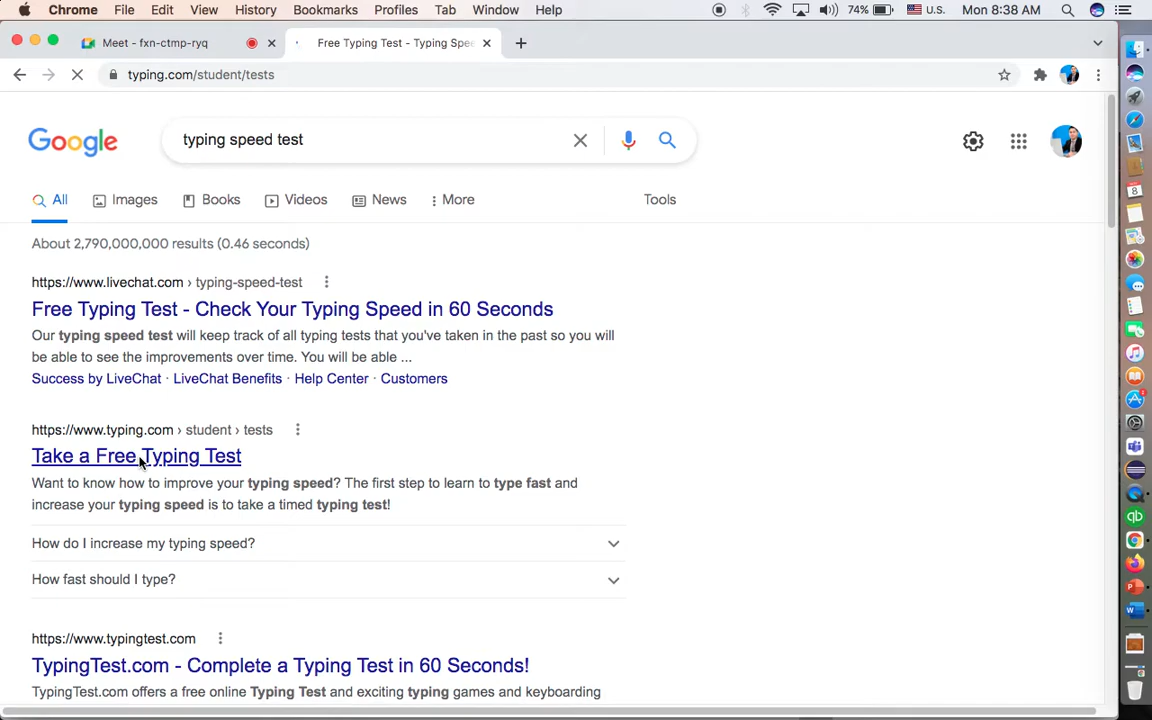 Chrome File Edit View History Bookmarks Profiles Tab Window Help 74% U.S. Mon 8:38 AM
Meet - fxn-ctmp-ryq Free Typing Test - Typing Spe
typing.com/student/tests
Google typing speed test
All Images Books Videos News More Tools
About 2,790,000,000 results (0.46 seconds)
https://www.livechat.com › typing-speed-test
Free Typing Test - Check Your Typing Speed in 60 Seconds
Our typing speed test will keep track of all typing tests that you've taken in the past so you will
be able to see the improvements over time. You will be able ...
Success by LiveChat · LiveChat Benefits · Help Center · Customers
https://www.typing.com › student › tests
Take a Free Typing Test
Want to know how to improve your typing speed? The first step to learn to type fast and
increase your typing speed is to take a timed typing test!
How do I increase my typing speed?
How fast should I type?
https://www.typingtest.com
TypingTest.com - Complete a Typing Test in 60 Seconds!
TypingTest.com offers a free online Typing Test and exciting typing games and keyboarding